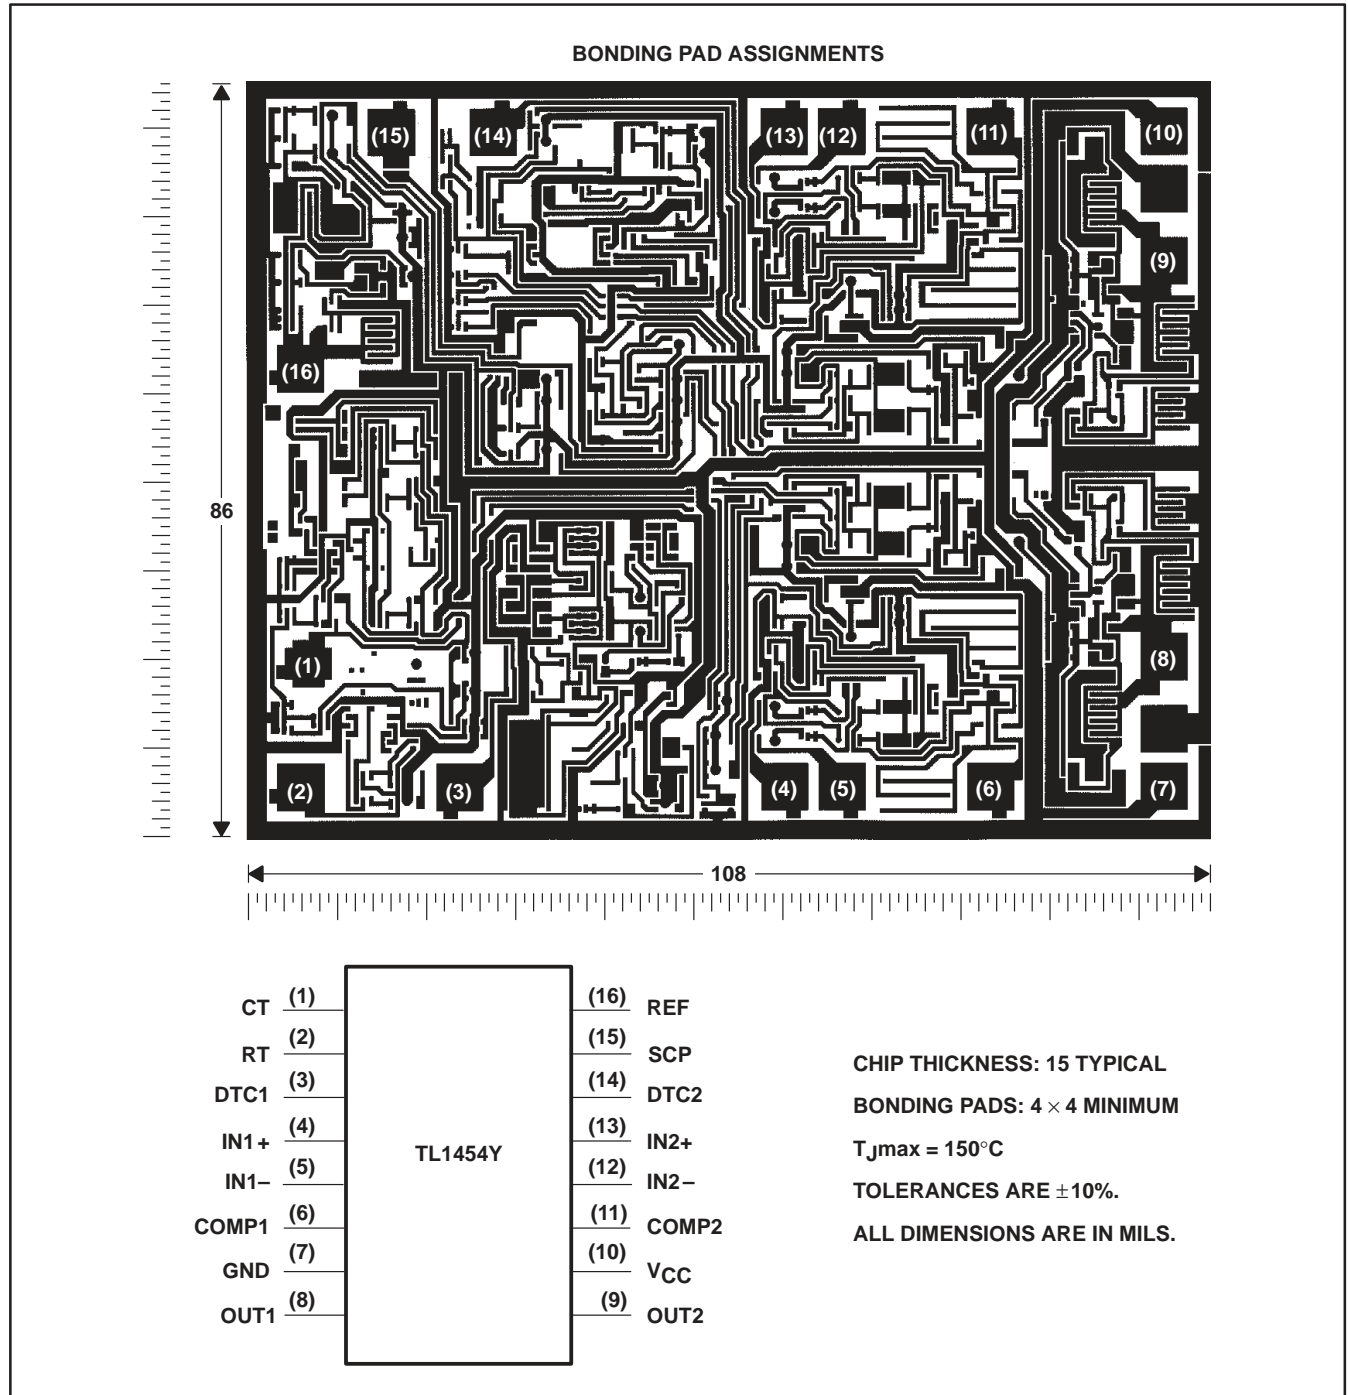 BONDING PAD ASSIGNMENTS
(15) (14) (13) (12) (11) (10)
(9)
(16)
86
(1) (8)
(2) (3) (4) (5) (6) (7)
108
CT (1) (16) REF
RT (2) (15) SCP
DTC1 (3) (14) DTC2
IN1+ (4) (13) IN2+
TL1454Y
IN1− (5) (12) IN2−
COMP1 (6) (11) COMP2
GND (7) (10) VCC
OUT1 (8) (9) OUT2
CHIP THICKNESS: 15 TYPICAL
BONDING PADS: 4 × 4 MINIMUM
TJmax = 150°C
TOLERANCES ARE ±10%.
ALL DIMENSIONS ARE IN MILS.